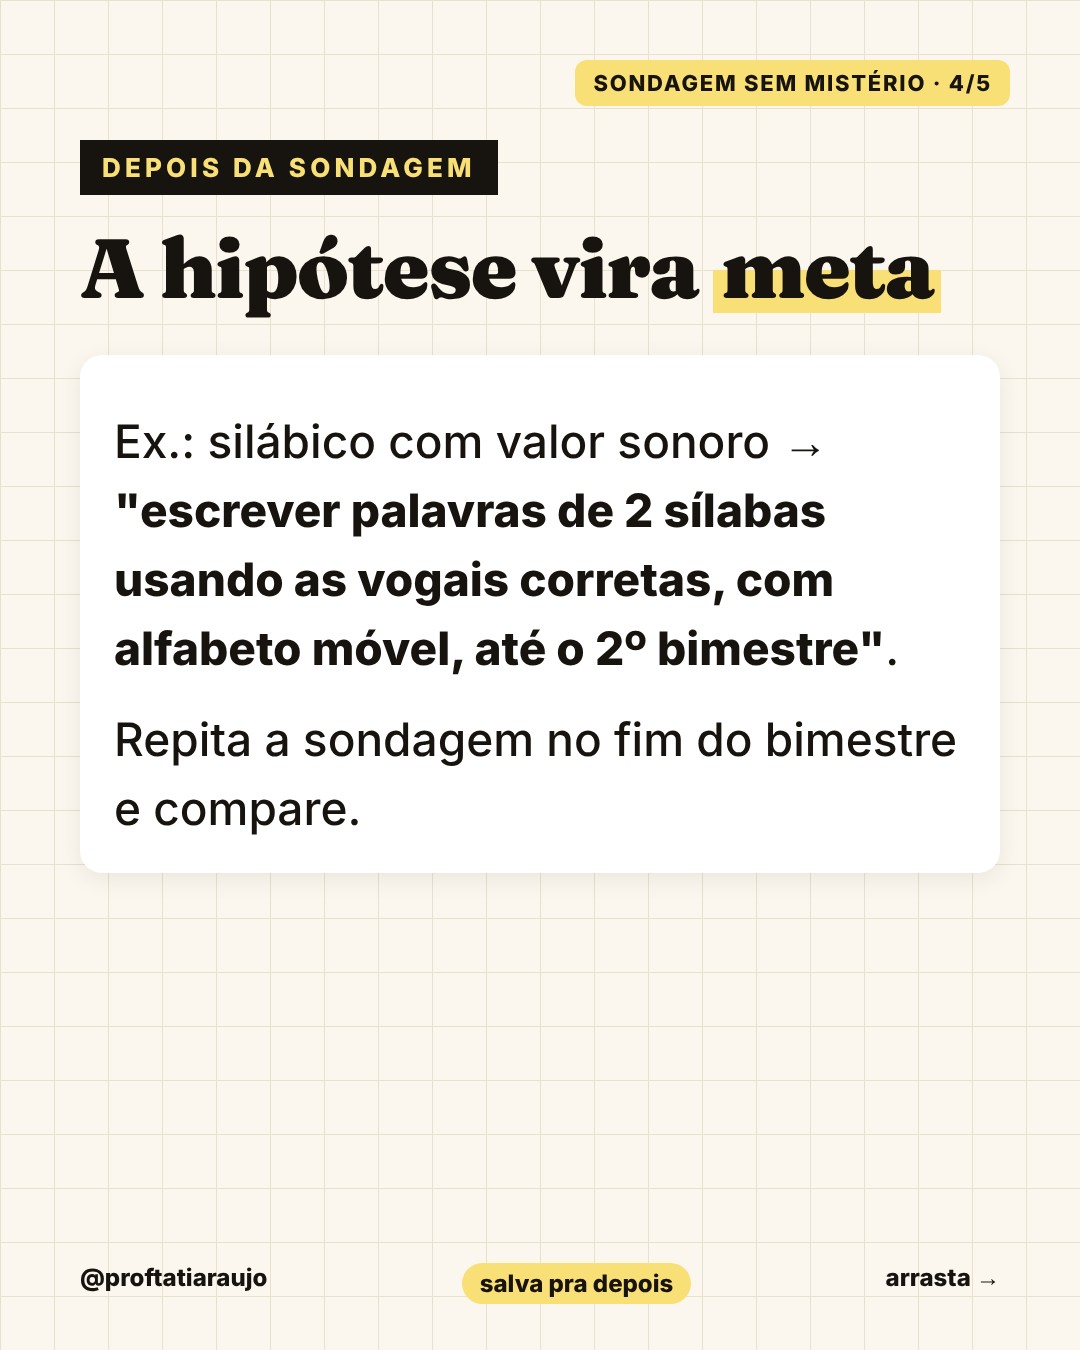 SONDAGEM SEM MISTÉRIO · 4/5
DEPOIS DA SONDAGEM
A hipótese vira meta
Ex.: silábico com valor sonoro →
"escrever palavras de 2 sílabas
usando as vogais corretas, com
alfabeto móvel, até o 2º bimestre".
Repita a sondagem no fim do bimestre
e compare.
@proftatiaraujo
salva pra depois
arrasta →